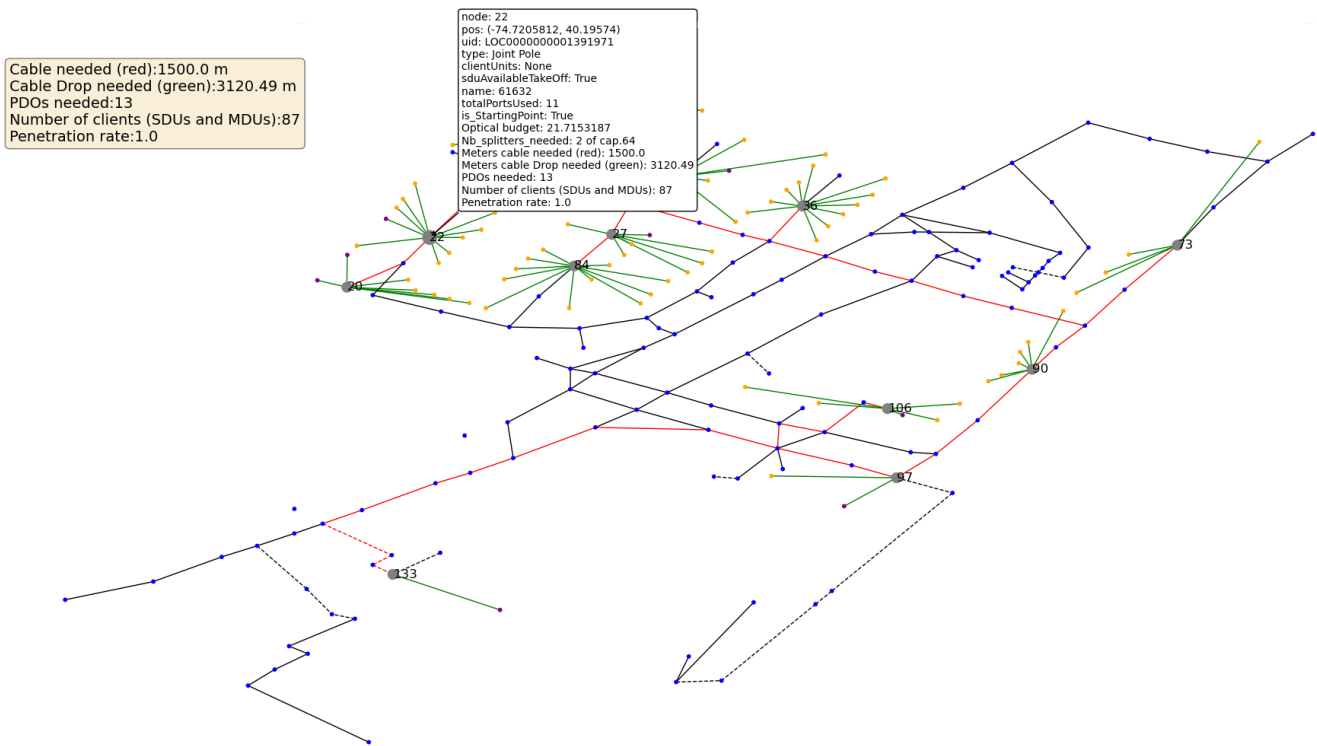 node: 22
pos: (-74.7205812, 40.19574)
uid: LOC0000000001391971
type: Joint Pole
clientUnits: None
sduAvailableTakeOff: True
name: 61632
totalPortsUsed: 11
is_StartingPoint: True
Optical budget: 21.7153187
Nb_splitters_needed: 2 of cap.64
Meters cable needed (red): 1500.0
Meters cable Drop needed (green): 3120.49
PDOs needed: 13
Number of clients (SDUs and MDUs): 87
Penetration rate: 1.0
Cable needed (red):1500.0 m
Cable Drop needed (green):3120.49 m
PDOs needed:13
Number of clients (SDUs and MDUs):87
Penetration rate:1.0
36
27
22
73
84
20
90
106
97
133